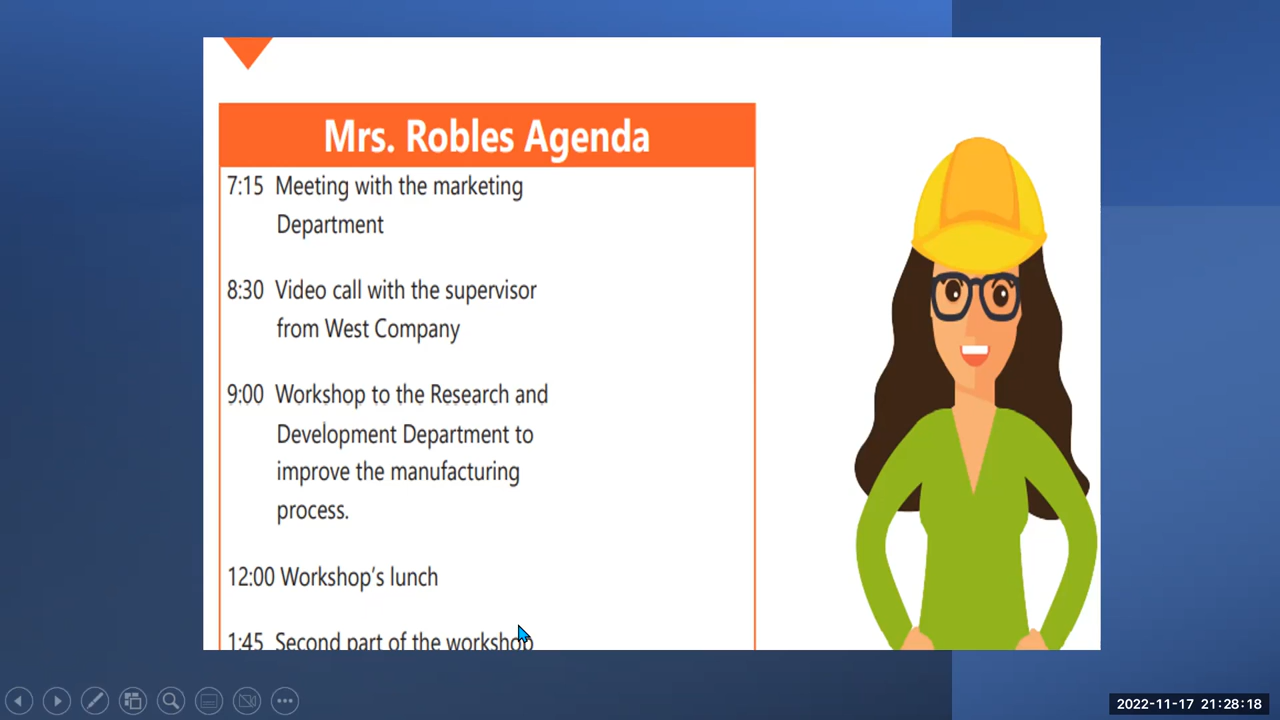 Mrs. Robles Agenda
7:15 Meeting with the marketing
Department
8:30 Video call with the supervisor
from West Company
9:00 Workshop to the Research and
Development Department to
improve the manufacturing
process.
12:00 Workshop's lunch
1:45 Second part of the workshop
2022-11-17 21:28:18